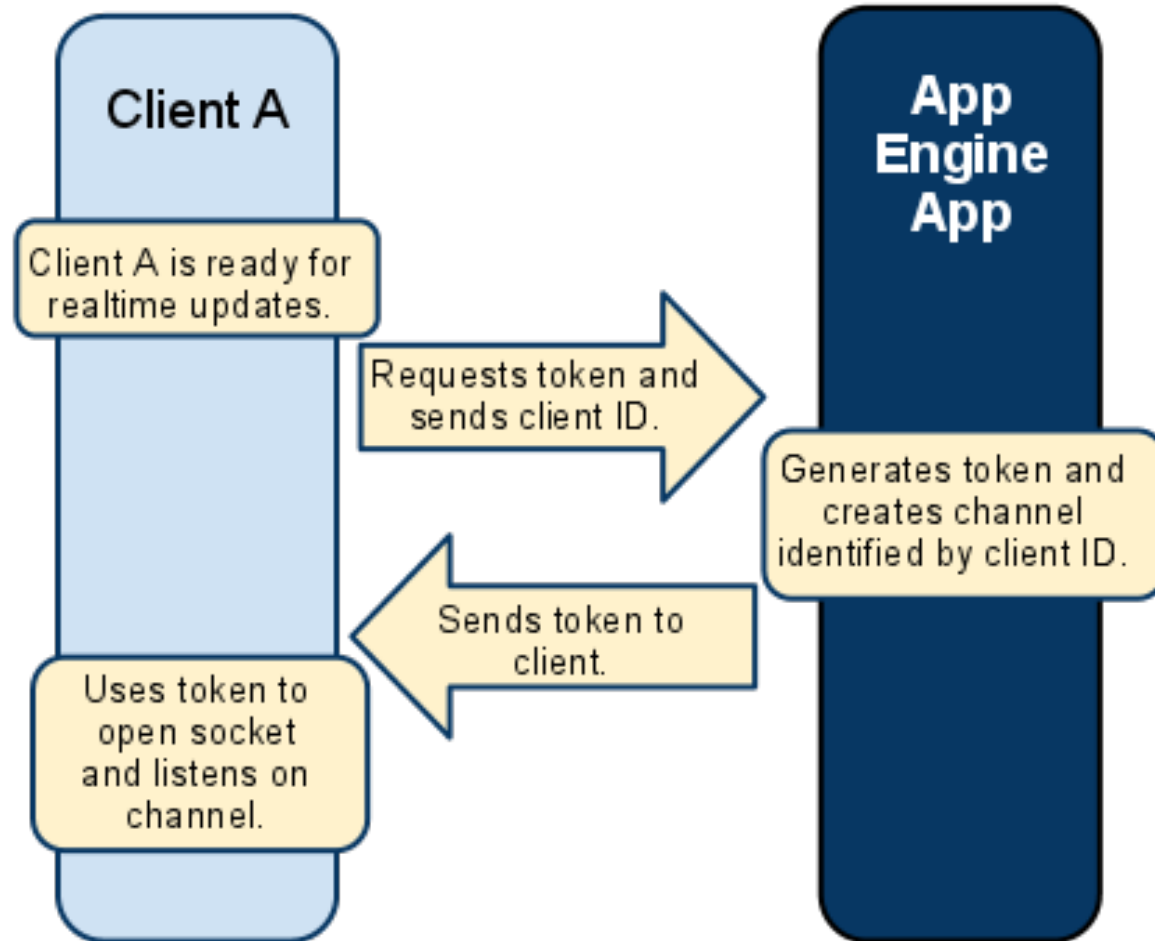 Client A
App
Engine
App
Client A is ready for
realtime updates.
Requests token and
sends client ID.
Generates token and
creates channel
identified by client ID.
Sends token to
client.
Uses token to
open socket
and listens on
channel.